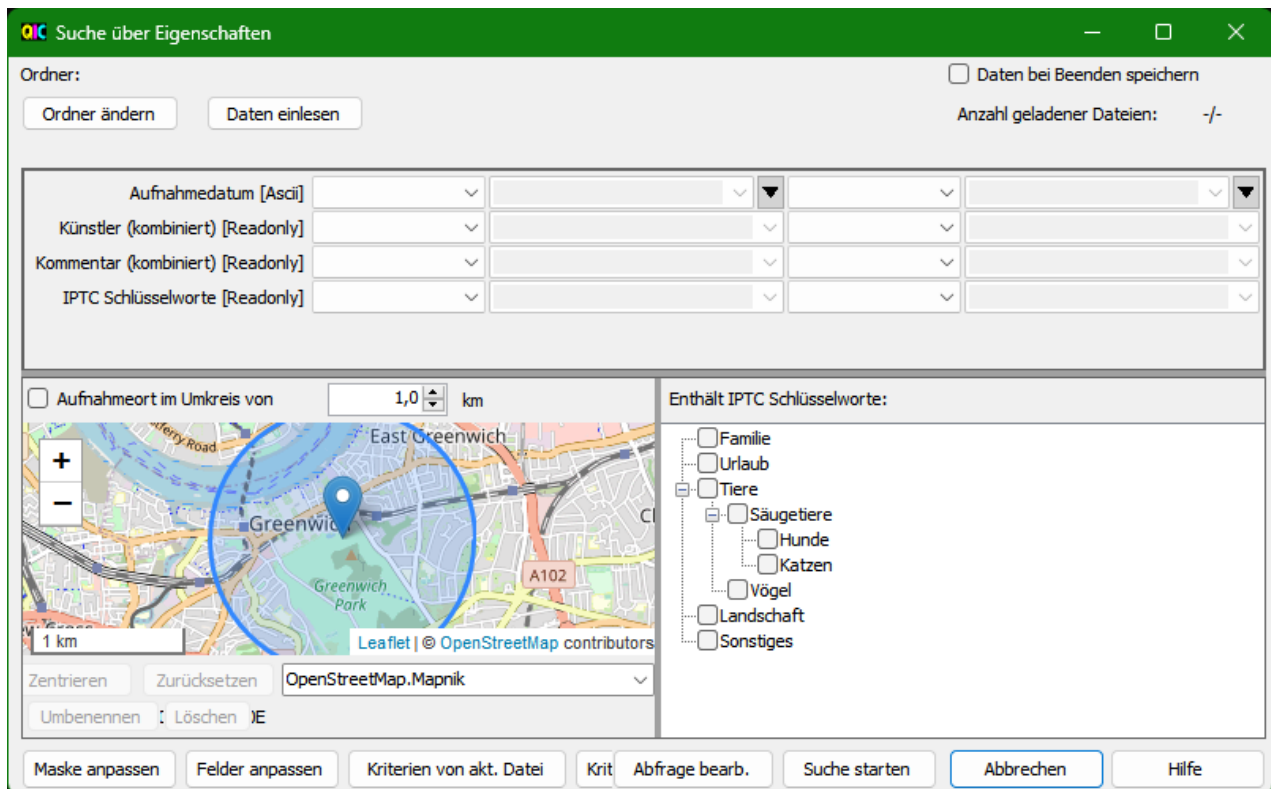 QIC Suche über Eigenschaften
Ordner:
Daten bei Beenden speichern
Ordner ändern
Daten einlesen
Anzahl geladener Dateien: -/-
Aufnahmedatum [Ascii]
Künstler (kombiniert) [Readonly]
Kommentar (kombiniert) [Readonly]
IPTC Schlüsselworte [Readonly]
Aufnahmeort im Umkreis von 1,0 km
+
−
East Greenwich
Greenwich
Greenwich
Park
A102
1 km
Leaflet | © OpenStreetMap contributors
Zentrieren
Zurücksetzen
OpenStreetMap.Mapnik
Umbenennen
Löschen
Enthält IPTC Schlüsselworte:
Familie
Urlaub
Tiere
Säugetiere
Hunde
Katzen
Vögel
Landschaft
Sonstiges
Maske anpassen
Felder anpassen
Kriterien von akt. Datei
Krit
Abfrage bearb.
Suche starten
Abbrechen
Hilfe